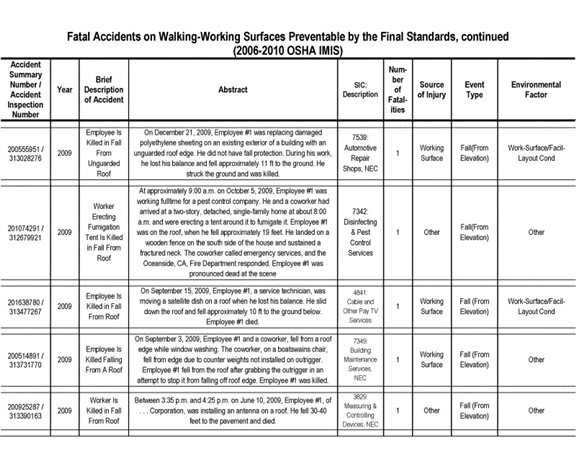 Fatal Accidents on Walking-Working Surfaces Preventable by the Final Standards, continued
(2006-2010 OSHA IMIS)
Accident
Summary
Number /
Accident
Inspection
Number
Year
Brief
Description
of Accident
Abstract
SIC:
Description
Num-
ber
of
Fatal-
ities
Source
of Injury
Event
Type
Environmental
Factor
200555951 /
313028276
2009
Employee Is
Killed in Fall
From
Unguarded
Roof
On December 21, 2009, Employee #1 was replacing damaged
polyethylene sheeting on an existing exterior of a building with an
unguarded roof edge. He did not have fall protection. During his work,
he lost his balance and fell approximately 11 ft to the ground. He
struck the ground and was killed.
7539:
Automotive
Repair
Shops, NEC
1
Working
Surface
Fall(From
Elevation)
Work-Surface/Facil-
Layout Cond
201074291 /
312679921
2009
Worker
Erecting
Fumigation
Tent Is Killed
in Fall From
Roof
At approximately 9:00 a.m. on October 5, 2009, Employee #1 was
working fulltime for a pest control company. He and a coworker had
arrived at a two-story, detached, single-family home at about 8:00
a.m. and were erecting a tent around it to fumigate it. Employee #1
was on the roof, when he fell approximately 19 feet. He landed on a
wooden fence on the south side of the house and sustained a
fractured neck. The coworker called emergency services, and the
Oceanside, CA, Fire Department responded. Employee #1 was
pronounced dead at the scene
7342:
Disinfecting
& Pest
Control
Services
1
Other
Fall(From
Elevation)
Other
201638780 /
313477267
2009
Employee Is
Killed in Fall
From Roof
On September 15, 2009, Employee #1, a service technician, was
moving a satellite dish on a roof when he lost his balance. He slid
down the roof and fell approximately 10 ft to the ground below.
Employee #1 died.
4841:
Cable and
Other Pay TV
Services
1
Working
Surface
Fall (From
Elevation)
Work-Surface/Facil-
Layout Cond
200514891 /
313731770
2009
Employee Is
Killed Falling
From A Roof
On September 3, 2009, Employee #1 and a coworker, fell from a roof
edge while window washing. The coworker, on a boatswains chair,
fell from edge due to counter weights not installed on outrigger.
Employee #1 fell from the roof after grabbing the outrigger in an
attempt to stop it from falling off roof edge. Employee #1 was killed.
7349:
Building
Maintenance
Services,
NEC
1
Working
Surface
Fall (From
Elevation)
Other
200925287 /
313390163
2009
Worker Is
Killed in Fall
From Roof
Between 3:35 p.m. and 4:25 p.m. on June 10, 2009, Employee #1, of
. . . Corporation, was installing an antenna on a roof. He fell 30-40
feet to the pavement and died.
3829:
Measuring &
Controlling
Devices, NEC
1
Other
Fall (From
Elevation)
Other